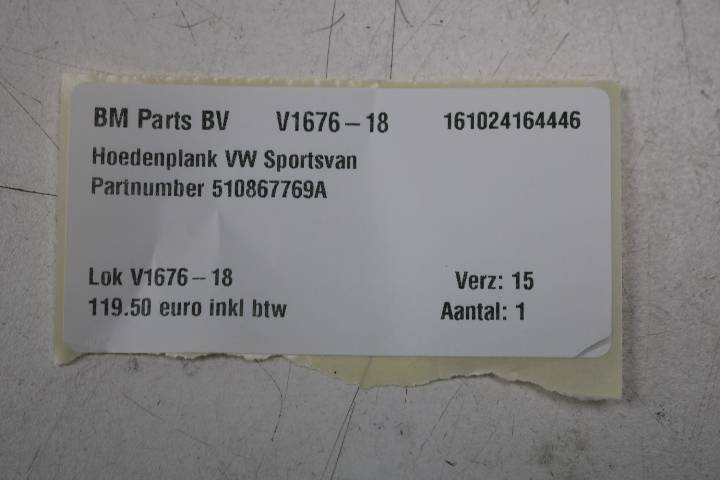 BM Parts BV V1676-18 161024164446
Hoedenplank VW Sportsvan
Partnumber 510867769A
Lok V1676-18 Verz: 15
119.50 euro inkl btw Aantal: 1